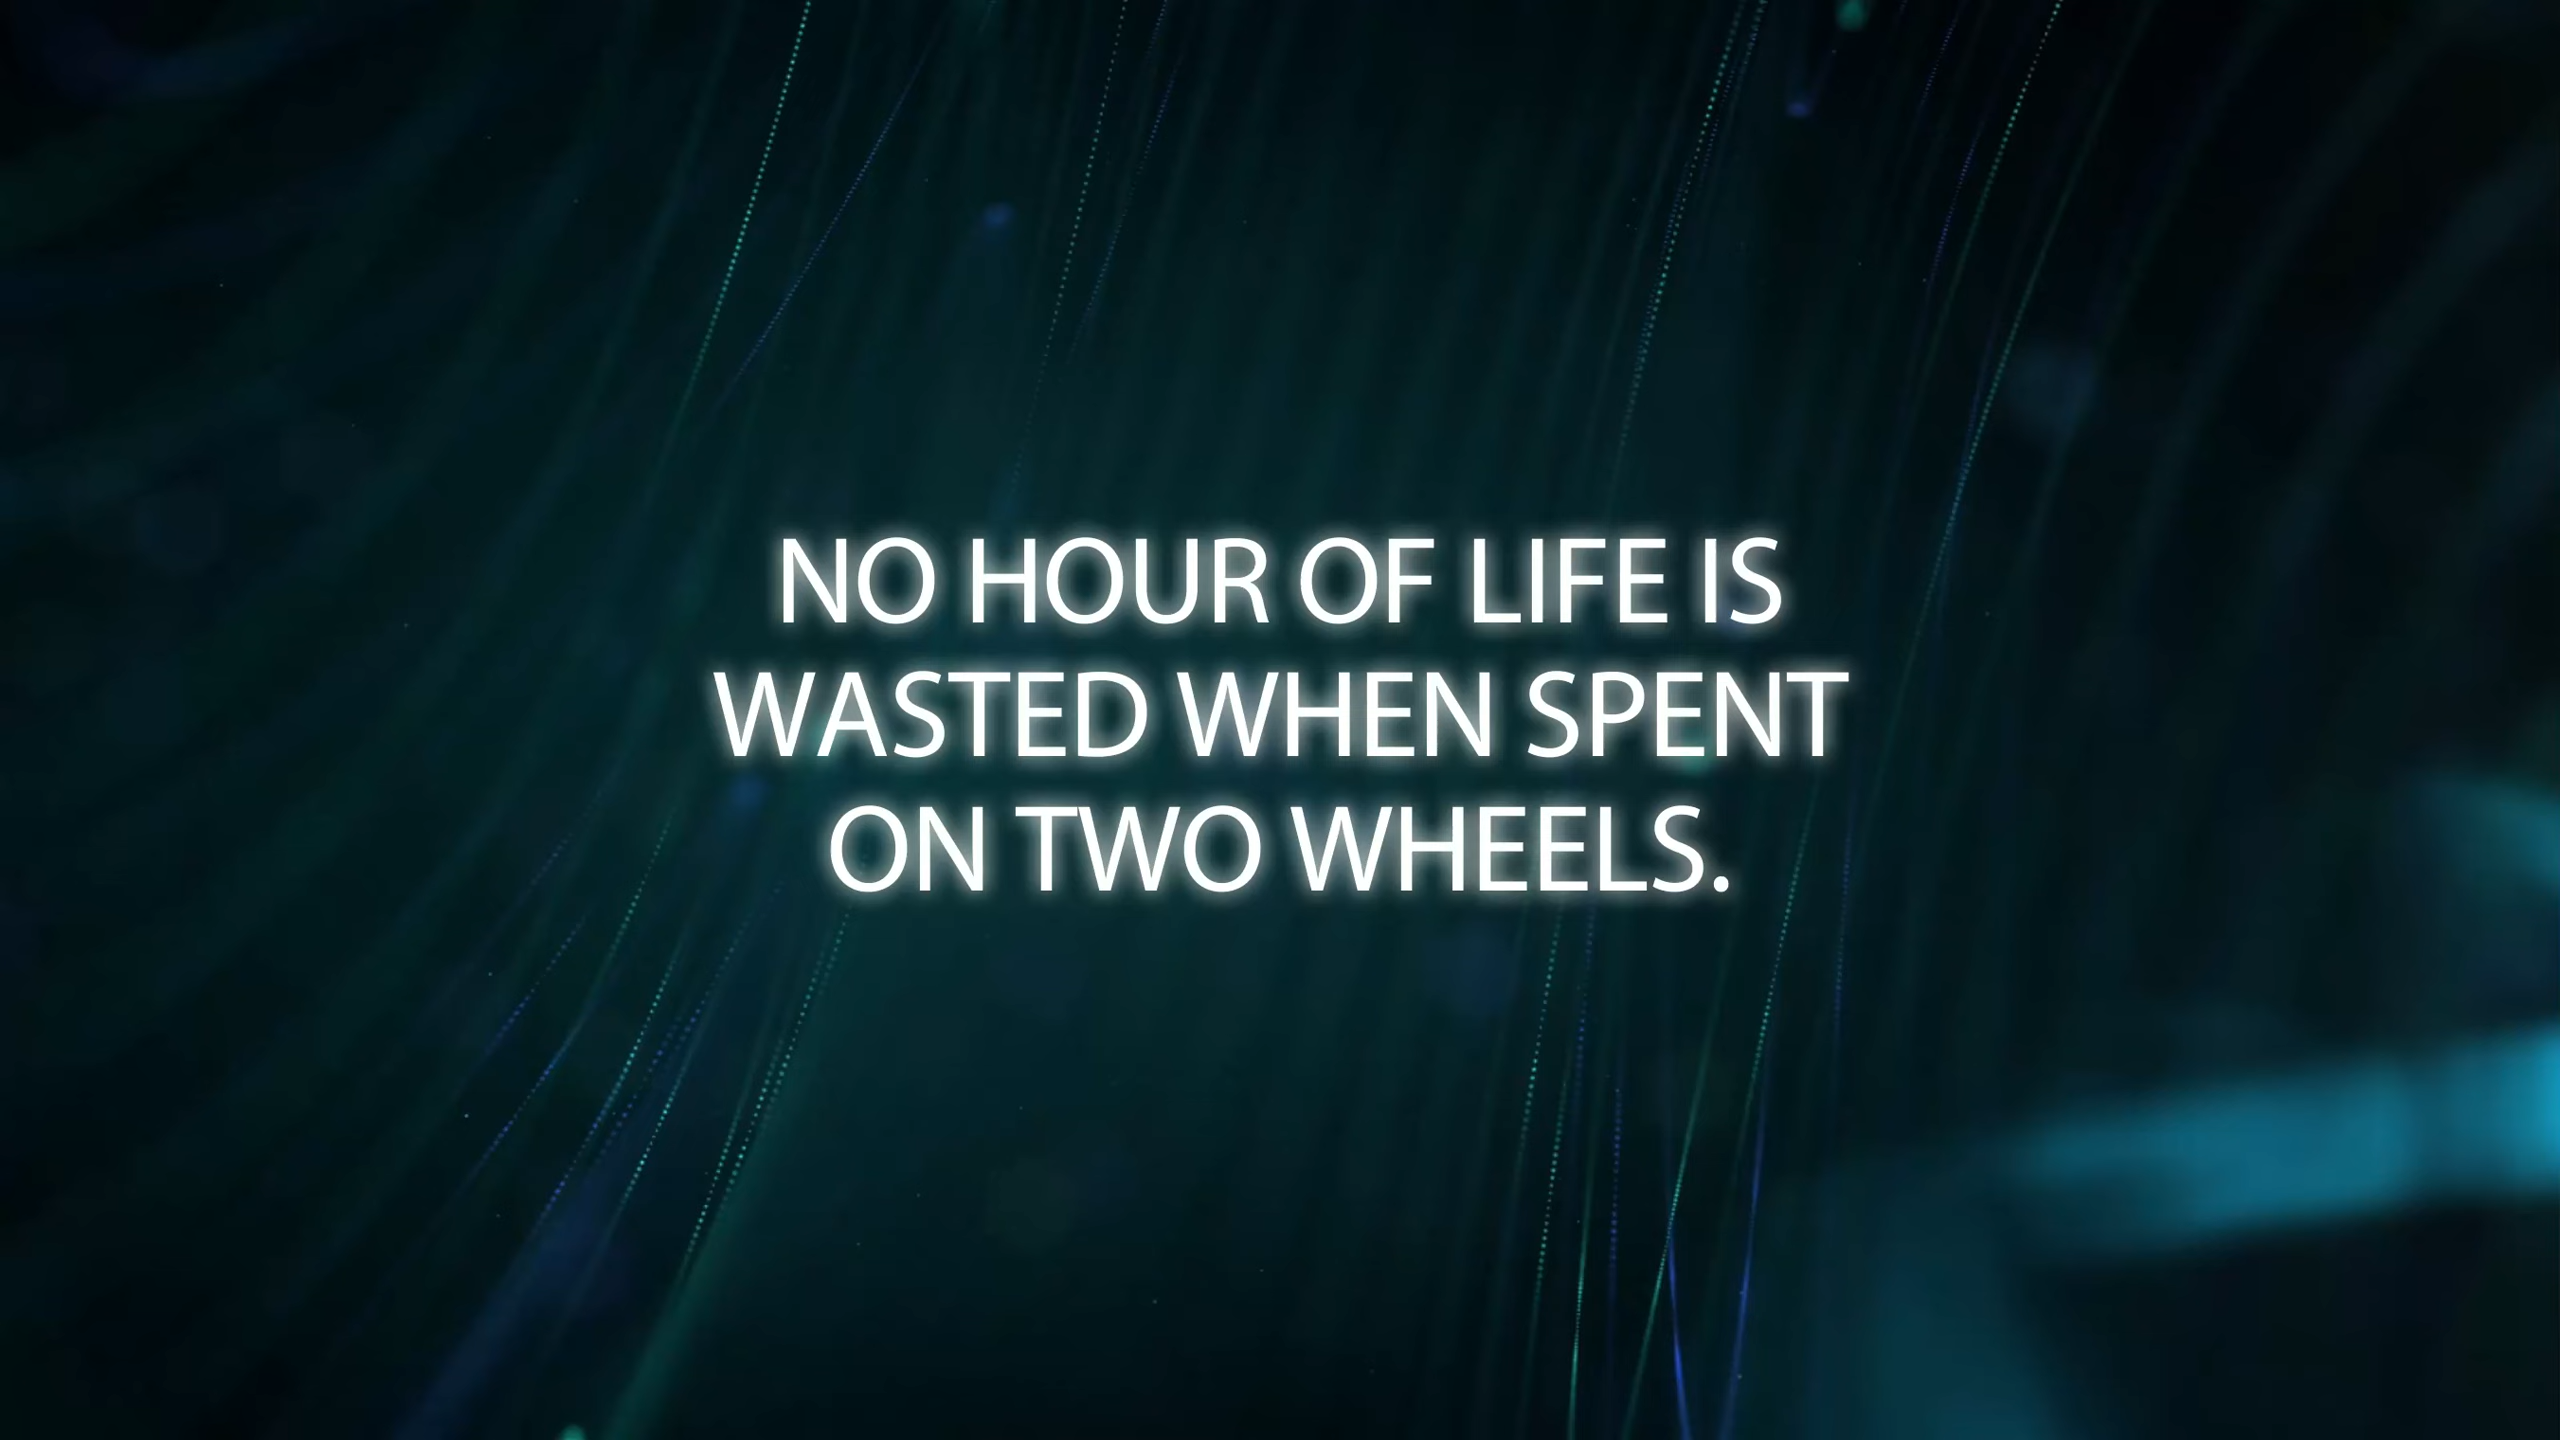 NO HOUR OF LIFE IS
WASTED WHEN SPENT
ON TWO WHEELS.